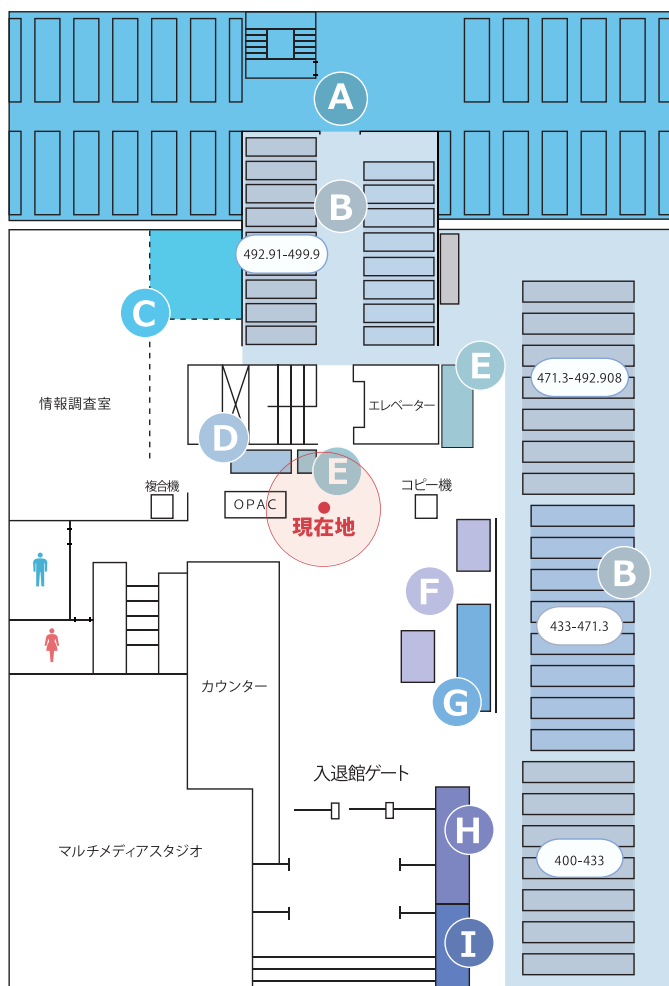 A
B
492.91-499.9
C
E
471.3-492.908
情報調査室
エレベーター
D
E
複合機
コピー機
OPAC
現在地
B
F
433-471.3
カウンター
G
入退館ゲート
H
マルチメディアスタジオ
400-433
I